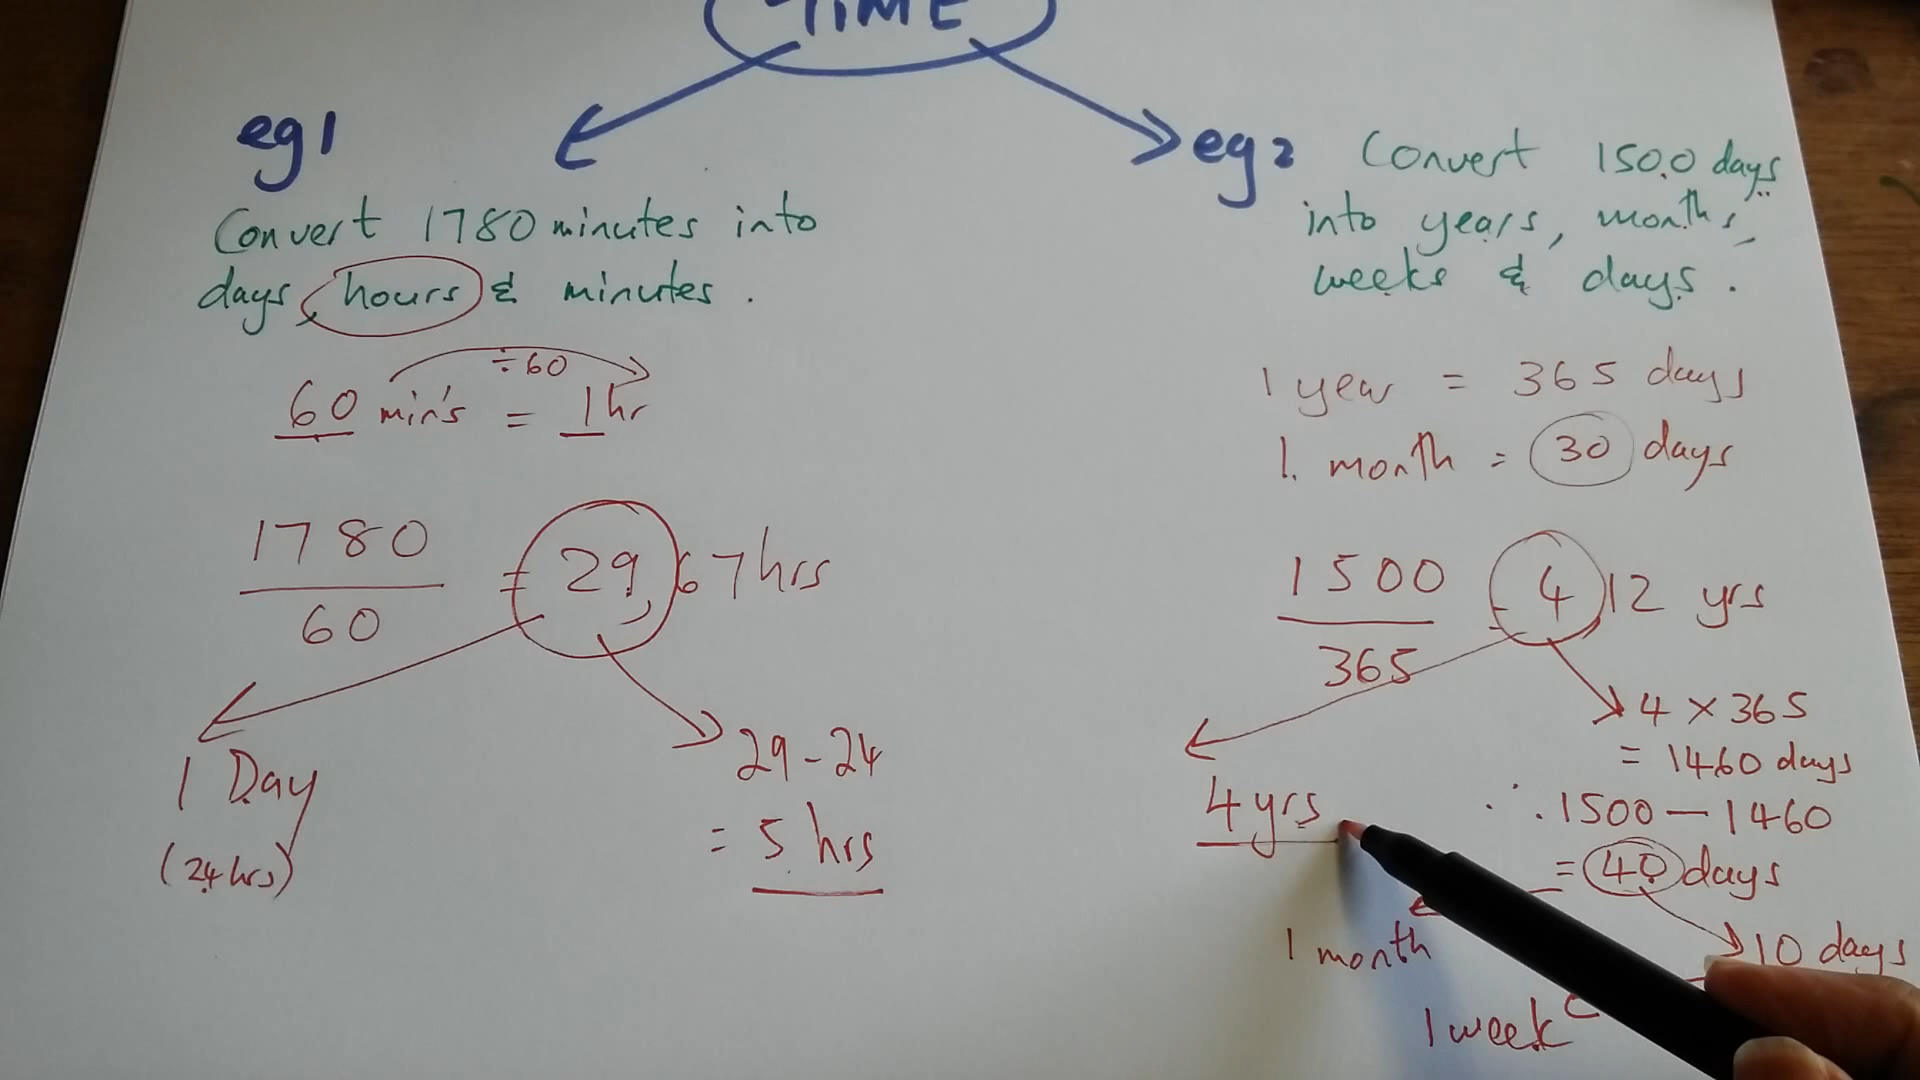 TIME
eg1
Convert 1780 minutes into
days, hours & minutes.
÷60
60 min's = 1hr
1780
60
= 29.67hrs
1 Day
(24hrs)
29-24
= 5 hrs
eg2 Convert 1500 days
into years, months,
weeks & days.
1 year = 365 days
1 month = 30 days
1500
365
= 4.12 yrs
4 yrs
4 × 365
= 1460 days
∴ 1500 — 1460
= 40 days
1 month
10 days
1 week